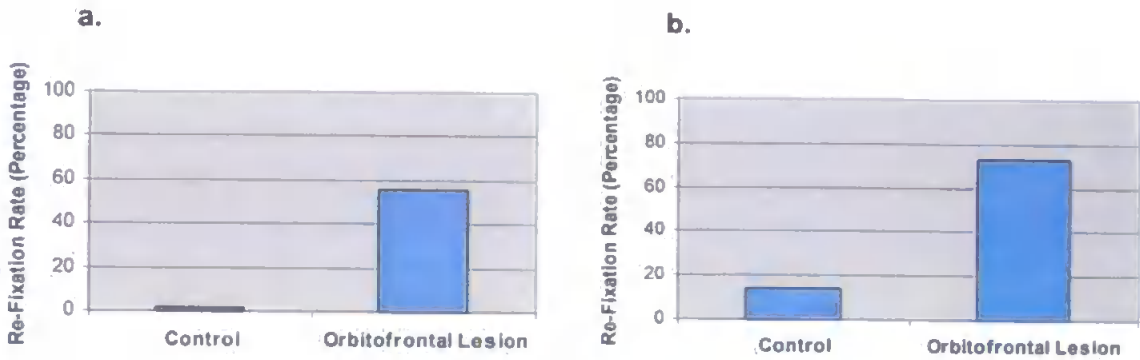 a.
Re-Fixation Rate (Percentage)
100
80
60
40
20
0
Control Orbitofrontal Lesion
b.
Re-Fixation Rate (Percentage)
100
80
60
40
20
0
Control Orbitofrontal Lesion